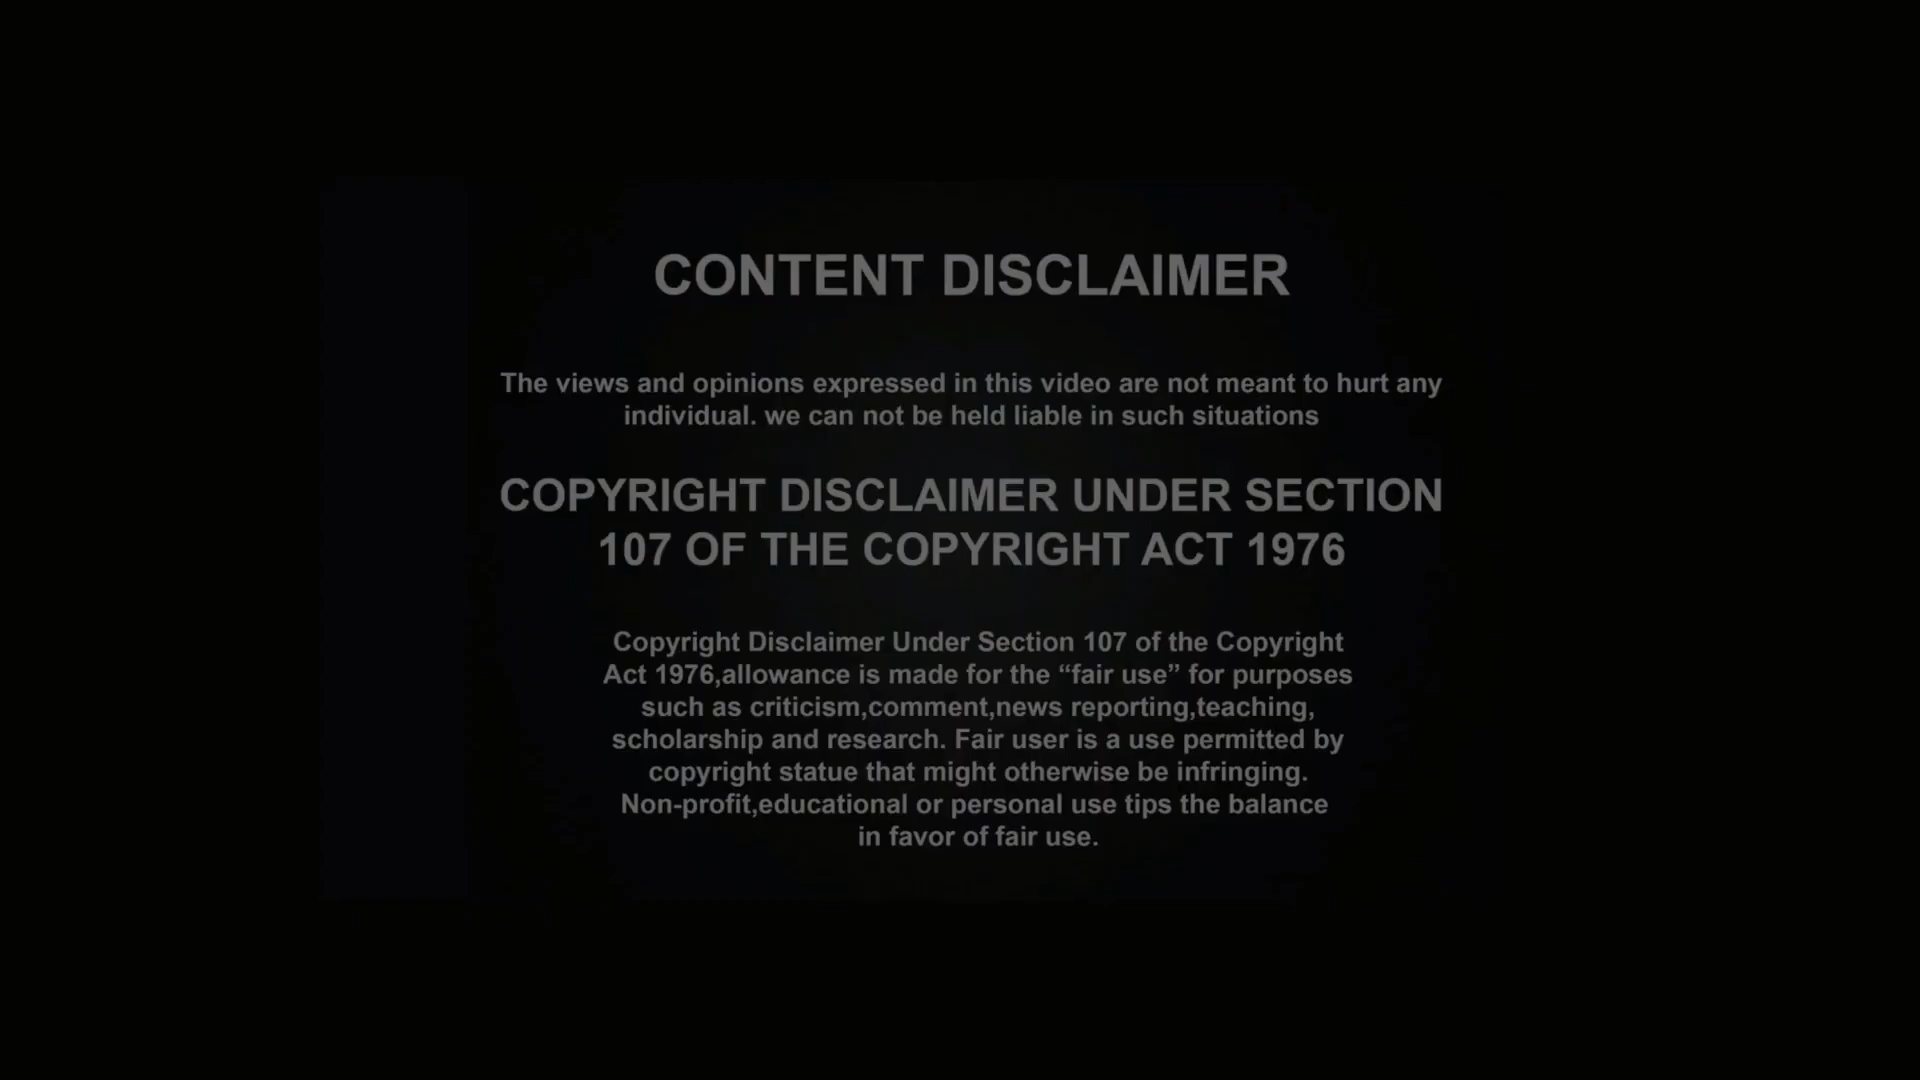 CONTENT DISCLAIMER
The views and opinions expressed in this video are not meant to hurt any
individual. we can not be held liable in such situations
COPYRIGHT DISCLAIMER UNDER SECTION
107 OF THE COPYRIGHT ACT 1976
Copyright Disclaimer Under Section 107 of the Copyright
Act 1976,allowance is made for the “fair use” for purposes
such as criticism,comment,news reporting,teaching,
scholarship and research. Fair user is a use permitted by
copyright statue that might otherwise be infringing.
Non-profit,educational or personal use tips the balance
in favor of fair use.